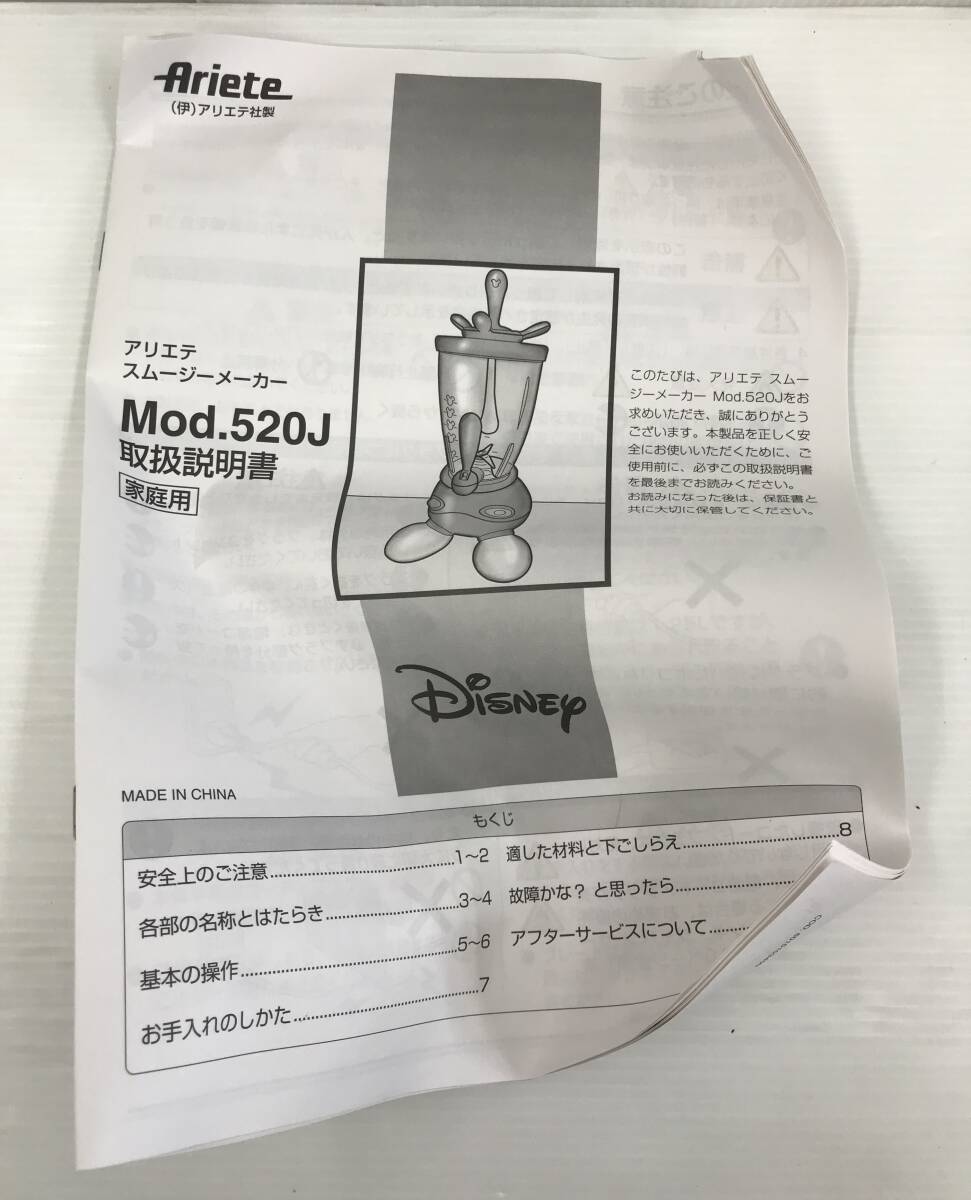 Ariete
(伊)アリエテ社製
アリエテ
スムージーメーカー
Mod.520J
取扱説明書
家庭用
このたびは、アリエテ スムー
ジーメーカー Mod.520Jをお
求めいただき、誠にありがとう
ございます。本製品を正しく安
全にお使いいただくために、ご
使用前に、必ずこの取扱説明書
を最後までお読みください。
お読みになった後は、保証書と
共に大切に保管してください。
Disney
MADE IN CHINA
もくじ
安全上のご注意..........................1~2
各部の名称とはたらき..................3~4
基本の操作..............................5~6
お手入れのしかた.........................7
適した材料と下ごしらえ..................8
故障かな? と思ったら..................
アフターサービスについて.........